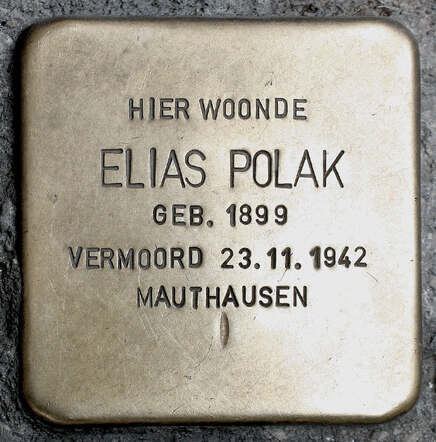 HIER WOONDE
ELIAS POLAK
GEB. 1899
VERMOORD 23.11.1942
MAUTHAUSEN